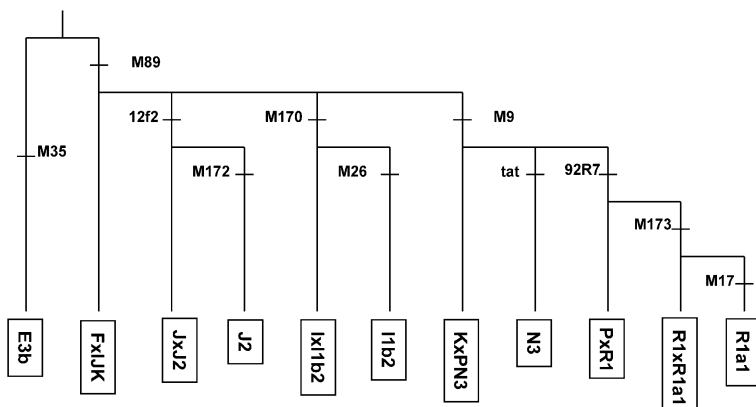 M89
12f2
M170
M9
M35
M172
M26
tat
92R7
M173
M17
E3b
FxIJK
JxJ2
J2
IxI1b2
I1b2
KxPN3
N3
PxR1
R1xR1a1
R1a1